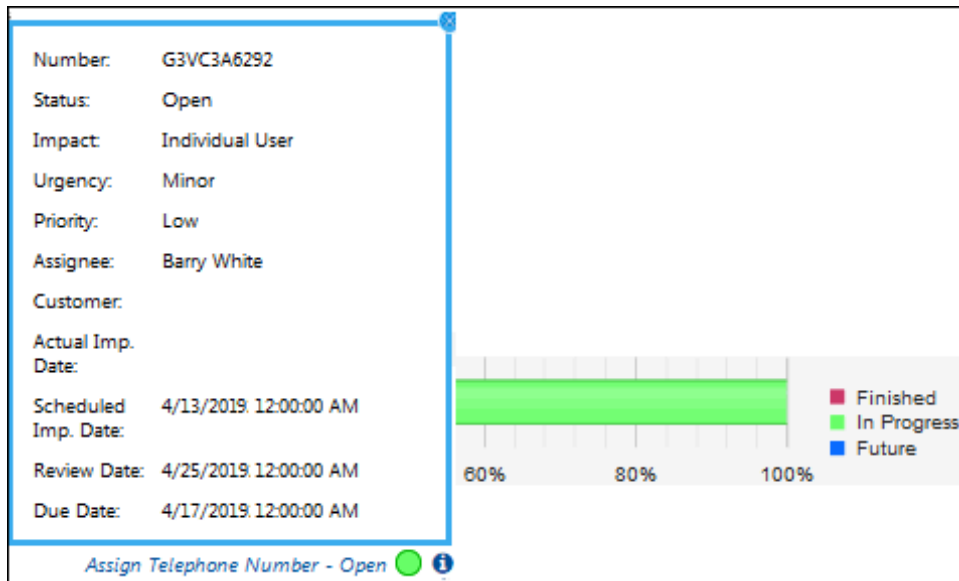 Number: G3VC3A6292
Status: Open
Impact: Individual User
Urgency: Minor
Priority: Low
Assignee: Barry White
Customer:
Actual Imp.
Date:
Scheduled 4/13/2019 12:00:00 AM
Imp. Date:
Review Date: 4/25/2019 12:00:00 AM
Due Date: 4/17/2019 12:00:00 AM
Finished
In Progress
Future
60% 80% 100%
Assign Telephone Number - Open